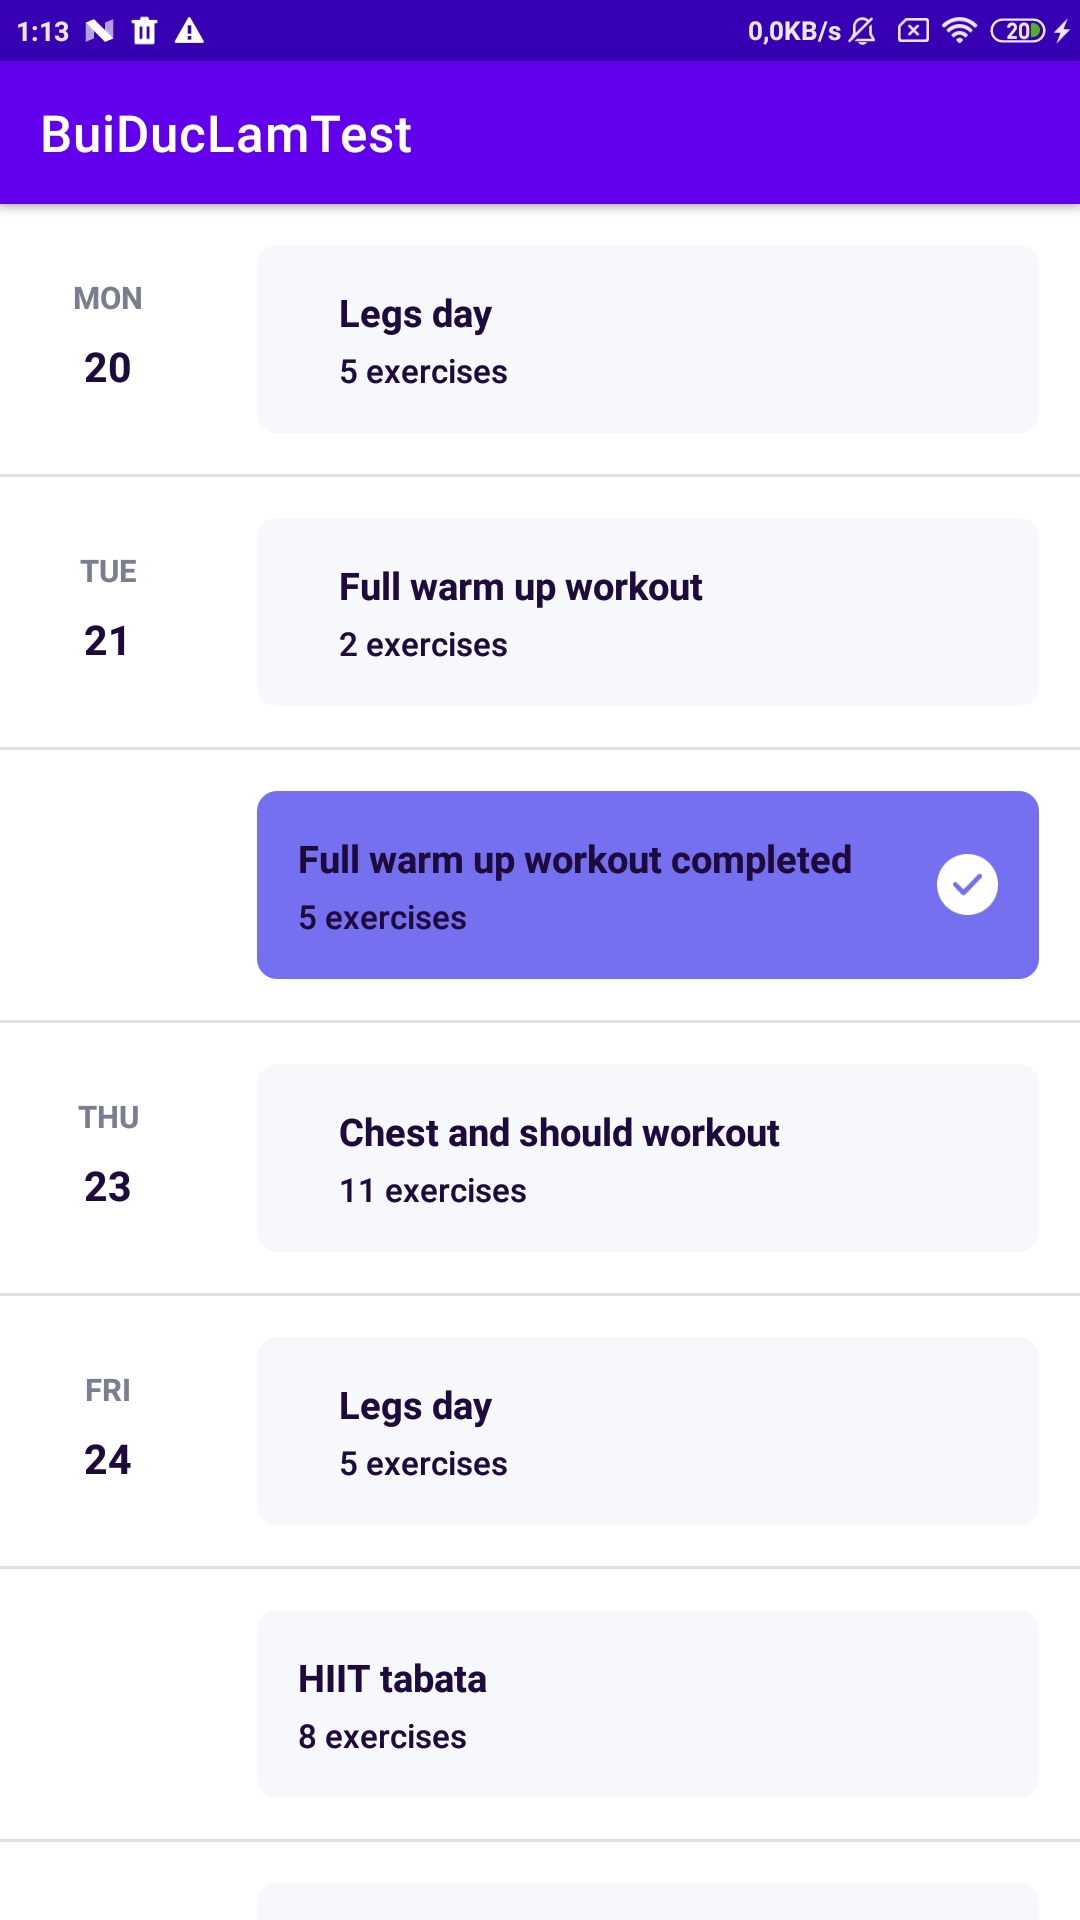 1:13 0,0KB/s 20
BuiDucLamTest
MON
20
Legs day
5 exercises
TUE
21
Full warm up workout
2 exercises
Full warm up workout completed
5 exercises
THU
23
Chest and should workout
11 exercises
FRI
24
Legs day
5 exercises
HIIT tabata
8 exercises